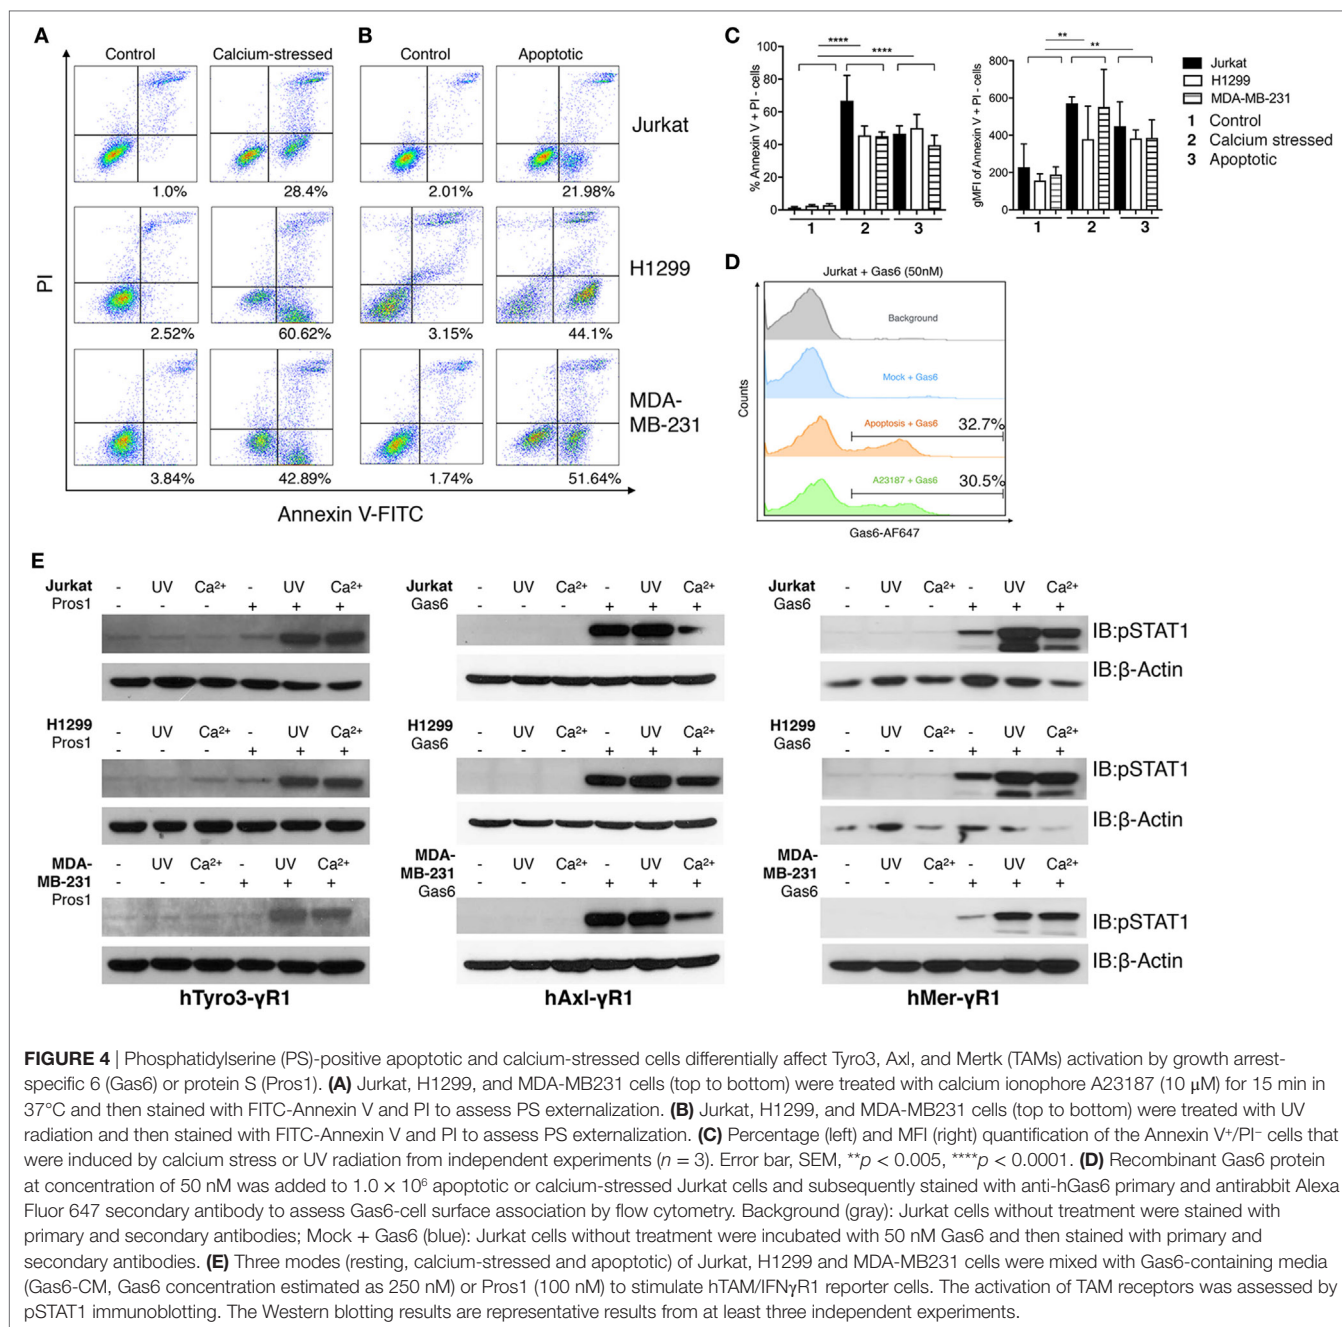 A
Control
Calcium-stressed
B
Control
Apoptotic
Jurkat
1.0%
28.4%
2.01%
21.98%
H1299
2.52%
60.62%
3.15%
44.1%
MDA-
MB-231
3.84%
42.89%
1.74%
51.64%
PI
Annexin V-FITC
C
% Annexin V + PI - cells
100
80
60
40
20
0
****
****
1
2
3
gMFI of Annexin V + PI - cells
800
600
400
200
0
**
**
1
2
3
Jurkat
H1299
MDA-MB-231
1 Control
2 Calcium stressed
3 Apoptotic
D
Jurkat + Gas6 (50nM)
Counts
Background
Mock + Gas6
Apoptosis + Gas6
32.7%
A23187 + Gas6
30.5%
Gas6-AF647
E
Jurkat - UV Ca²⁺ - UV Ca²⁺
Pros1 - - - + + +
Jurkat - UV Ca²⁺ - UV Ca²⁺
Gas6 - - - + + +
Jurkat - UV Ca²⁺ - UV Ca²⁺
Gas6 - - - + + +
IB:pSTAT1
IB:β-Actin
H1299 - UV Ca²⁺ - UV Ca²⁺
Pros1 - - - + + +
H1299 - UV Ca²⁺ - UV Ca²⁺
Gas6 - - - + + +
H1299 - UV Ca²⁺ - UV Ca²⁺
Gas6 - - - + + +
IB:pSTAT1
IB:β-Actin
MDA-
MB-231
Pros1
- UV Ca²⁺ - UV Ca²⁺
- - - + + +
MDA-
MB-231
Gas6
- UV Ca²⁺ - UV Ca²⁺
- - - + + +
MDA-
MB-231
Gas6
- UV Ca²⁺ - UV Ca²⁺
- - - + + +
IB:pSTAT1
IB:β-Actin
hTyro3-γR1
hAxl-γR1
hMer-γR1
FIGURE 4 | Phosphatidylserine (PS)-positive apoptotic and calcium-stressed cells differentially affect Tyro3, Axl, and Mertk (TAMs) activation by growth arrest-
specific 6 (Gas6) or protein S (Pros1). (A) Jurkat, H1299, and MDA-MB231 cells (top to bottom) were treated with calcium ionophore A23187 (10 μM) for 15 min in
37°C and then stained with FITC-Annexin V and PI to assess PS externalization. (B) Jurkat, H1299, and MDA-MB231 cells (top to bottom) were treated with UV
radiation and then stained with FITC-Annexin V and PI to assess PS externalization. (C) Percentage (left) and MFI (right) quantification of the Annexin V⁺/PI⁻ cells that
were induced by calcium stress or UV radiation from independent experiments (n = 3). Error bar, SEM, **p < 0.005, ****p < 0.0001. (D) Recombinant Gas6 protein
at concentration of 50 nM was added to 1.0 × 10⁶ apoptotic or calcium-stressed Jurkat cells and subsequently stained with anti-hGas6 primary and antirabbit Alexa
Fluor 647 secondary antibody to assess Gas6-cell surface association by flow cytometry. Background (gray): Jurkat cells without treatment were stained with
primary and secondary antibodies; Mock + Gas6 (blue): Jurkat cells without treatment were incubated with 50 nM Gas6 and then stained with primary and
secondary antibodies. (E) Three modes (resting, calcium-stressed and apoptotic) of Jurkat, H1299 and MDA-MB231 cells were mixed with Gas6-containing media
(Gas6-CM, Gas6 concentration estimated as 250 nM) or Pros1 (100 nM) to stimulate hTAM/IFNγR1 reporter cells. The activation of TAM receptors was assessed by
pSTAT1 immunoblotting. The Western blotting results are representative results from at least three independent experiments.